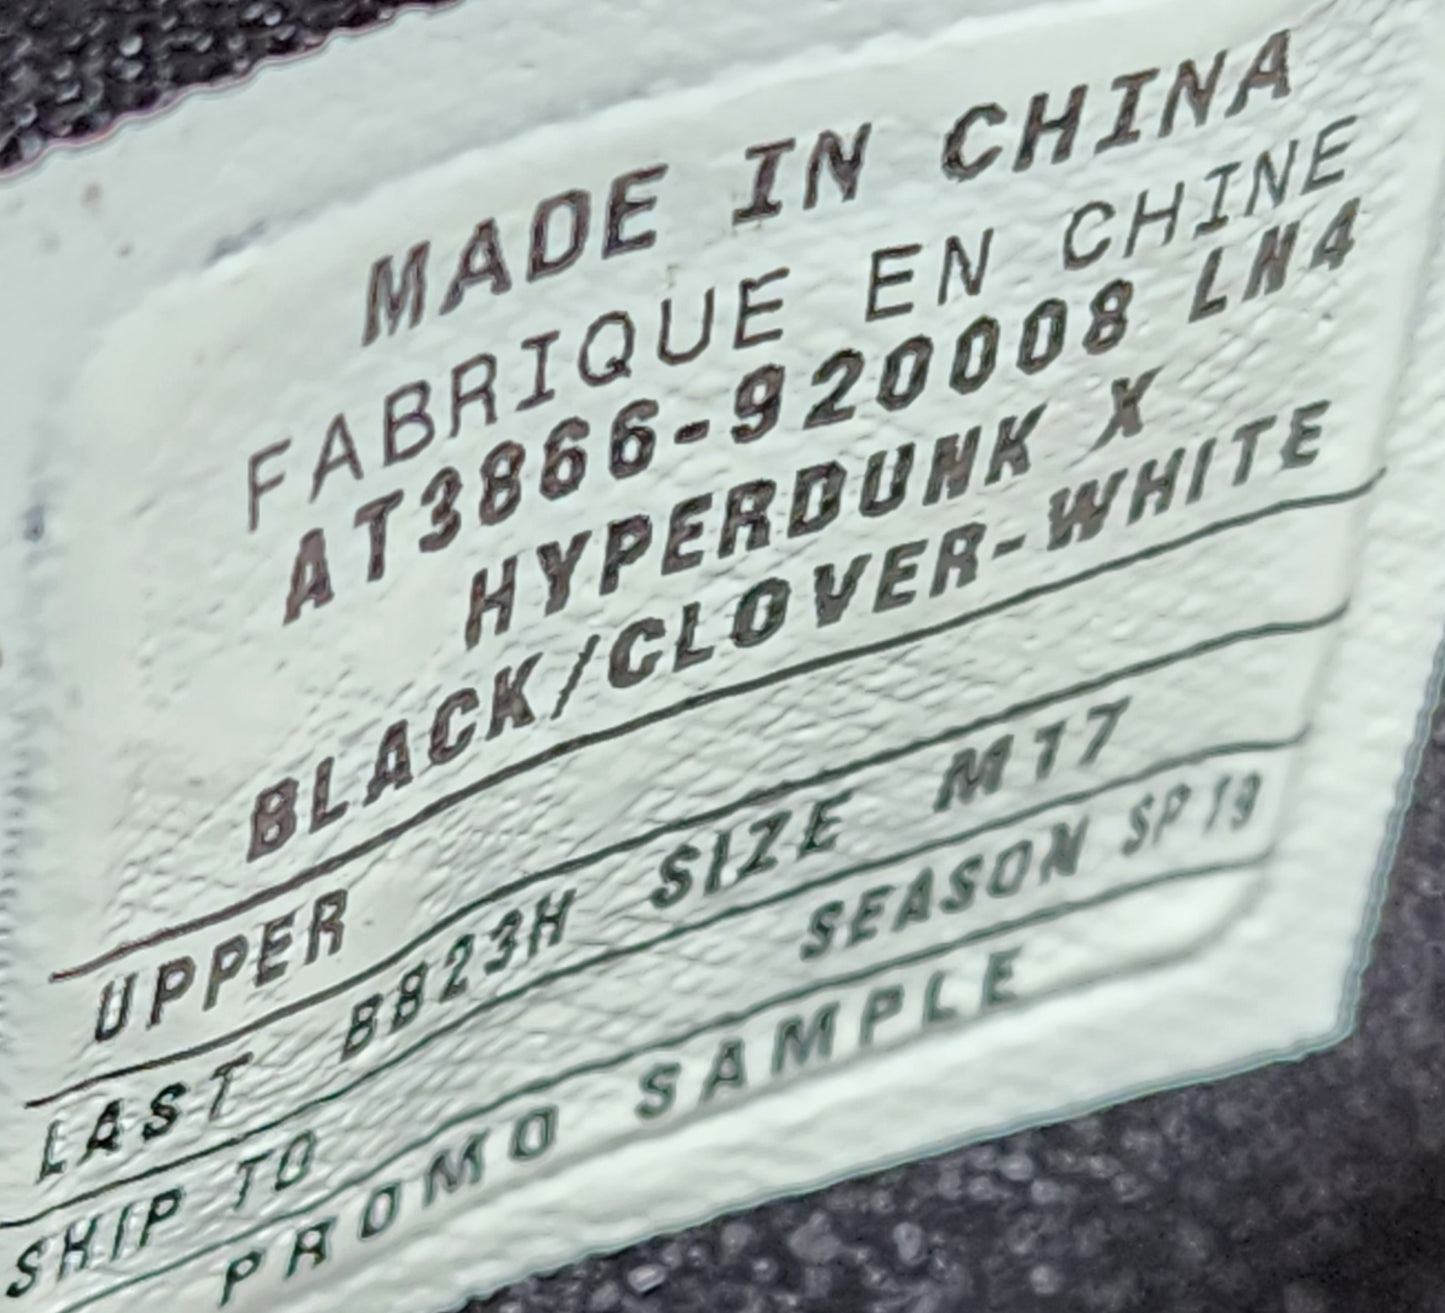 MADE IN CHINA
FABRIQUE EN CHINE
AT3866-920008 LN4
HYPERDUNK X
BLACK/CLOVER-WHITE
UPPER
LAST BB23H SIZE M17
SHIP TO SEASON SP19
PROMO SAMPLE